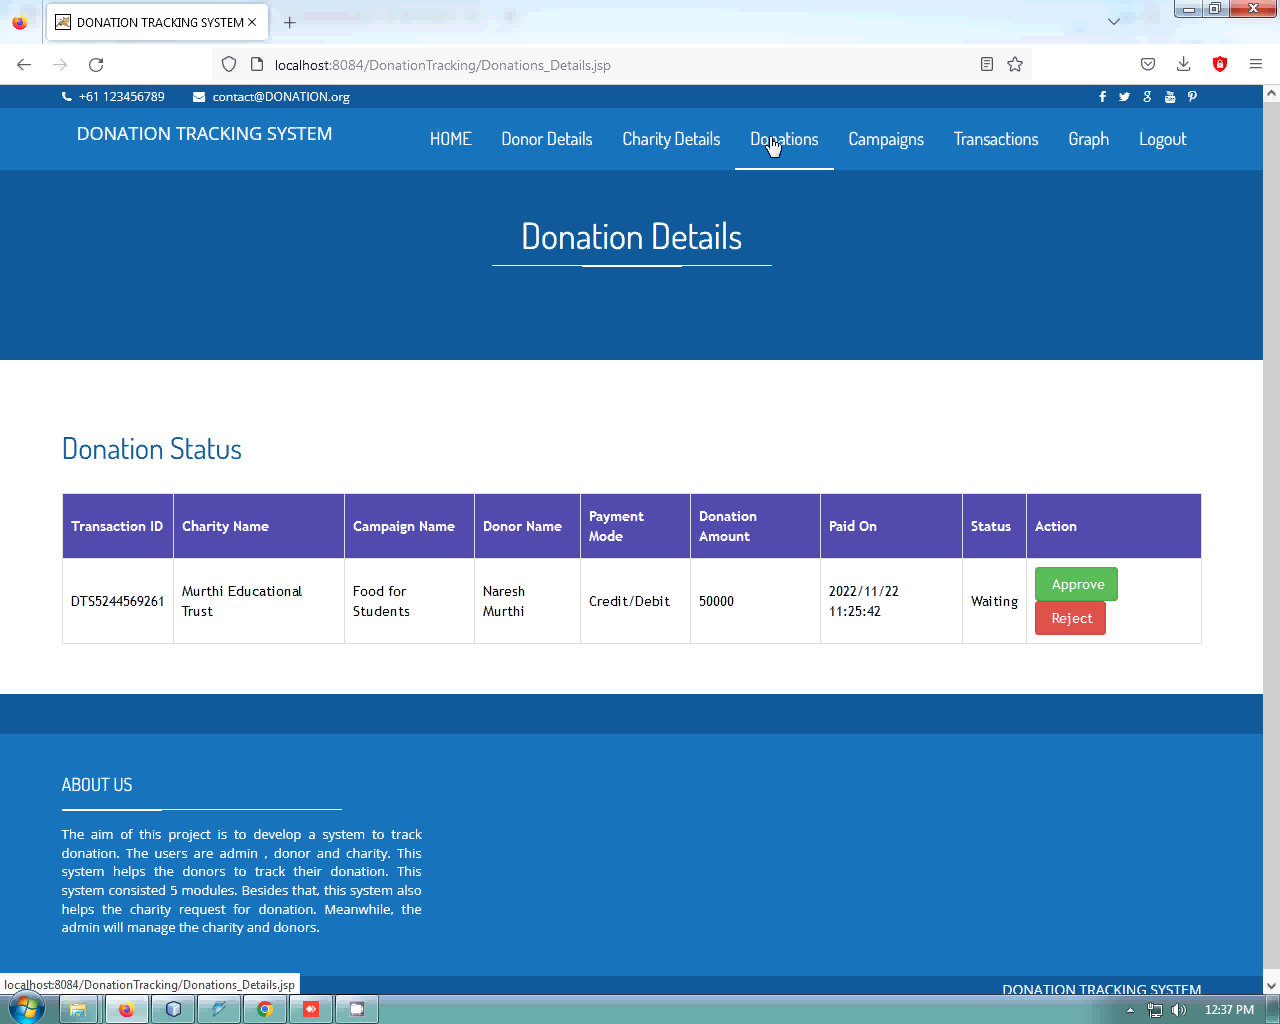 DONATION TRACKING SYSTEM
localhost:8084/DonationTracking/Donations_Details.jsp
+61 123456789 contact@DONATION.org
DONATION TRACKING SYSTEM
HOME Donor Details Charity Details Donations Campaigns Transactions Graph Logout
Donation Details
Donation Status
Transaction ID Charity Name Campaign Name Donor Name Payment Mode Donation Amount Paid On Status Action
DTS5244569261 Murthi Educational Trust Food for Students Naresh Murthi Credit/Debit 50000 2022/11/22 11:25:42 Waiting Approve
Reject
ABOUT US
The aim of this project is to develop a system to track
donation. The users are admin , donor and charity. This
system helps the donors to track their donation. This
system consisted 5 modules. Besides that, this system also
helps the charity request for donation. Meanwhile, the
admin will manage the charity and donors.
localhost:8084/DonationTracking/Donations_Details.jsp
DONATION TRACKING SYSTEM
12:37 PM